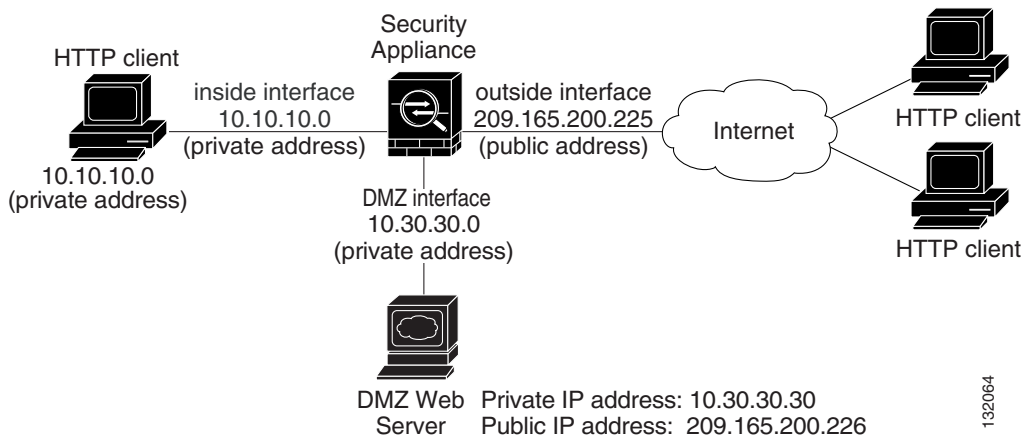 Security
Appliance
HTTP client
inside interface
10.10.10.0
(private address)
outside interface
209.165.200.225
(public address)
Internet
HTTP client
10.10.10.0
(private address)
DMZ interface
10.30.30.0
(private address)
HTTP client
DMZ Web
Server
Private IP address: 10.30.30.30
Public IP address: 209.165.200.226
132064